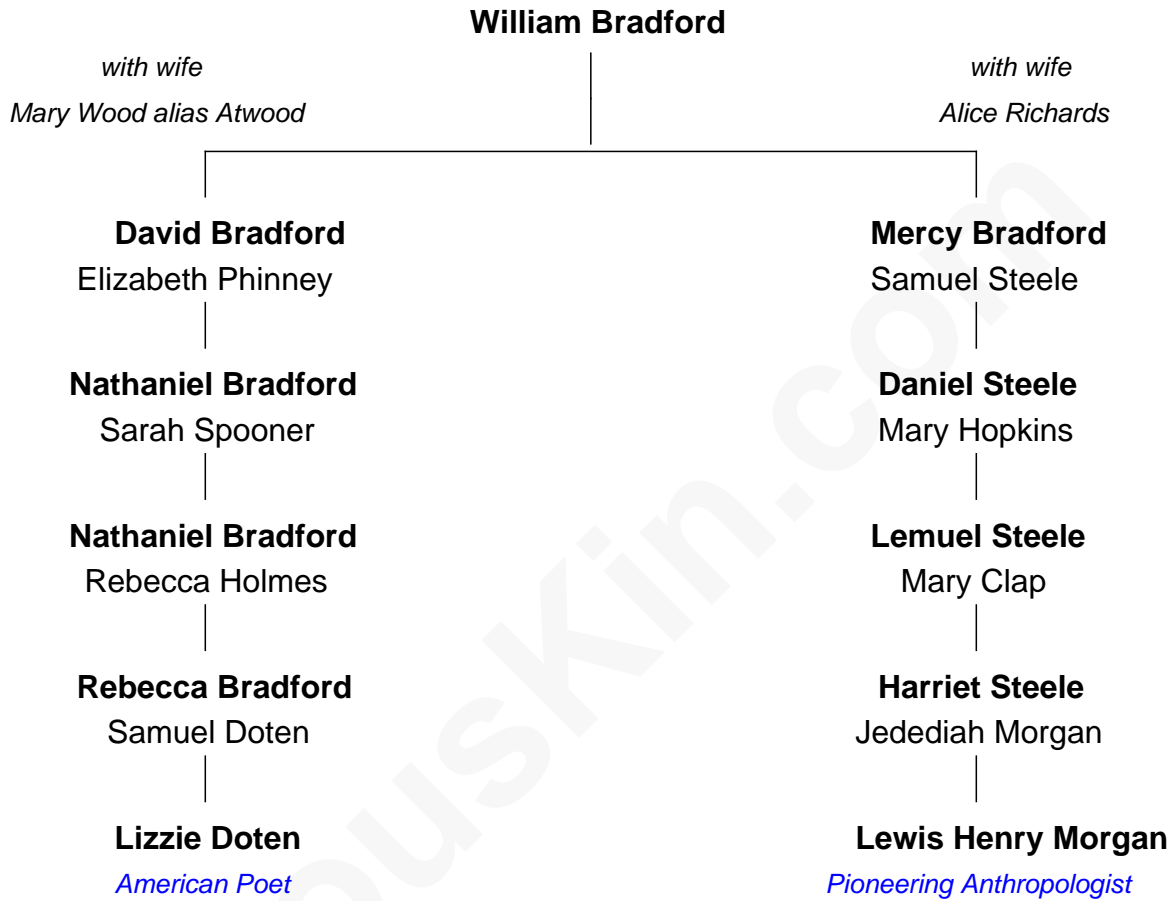 William Bradford
with wife
Mary Wood alias Atwood
with wife
Alice Richards
David Bradford
Elizabeth Phinney
Mercy Bradford
Samuel Steele
Nathaniel Bradford
Sarah Spooner
Daniel Steele
Mary Hopkins
Nathaniel Bradford
Rebecca Holmes
Lemuel Steele
Mary Clap
Rebecca Bradford
Samuel Doten
Harriet Steele
Jedediah Morgan
Lizzie Doten
American Poet
Lewis Henry Morgan
Pioneering Anthropologist
ousKin.com